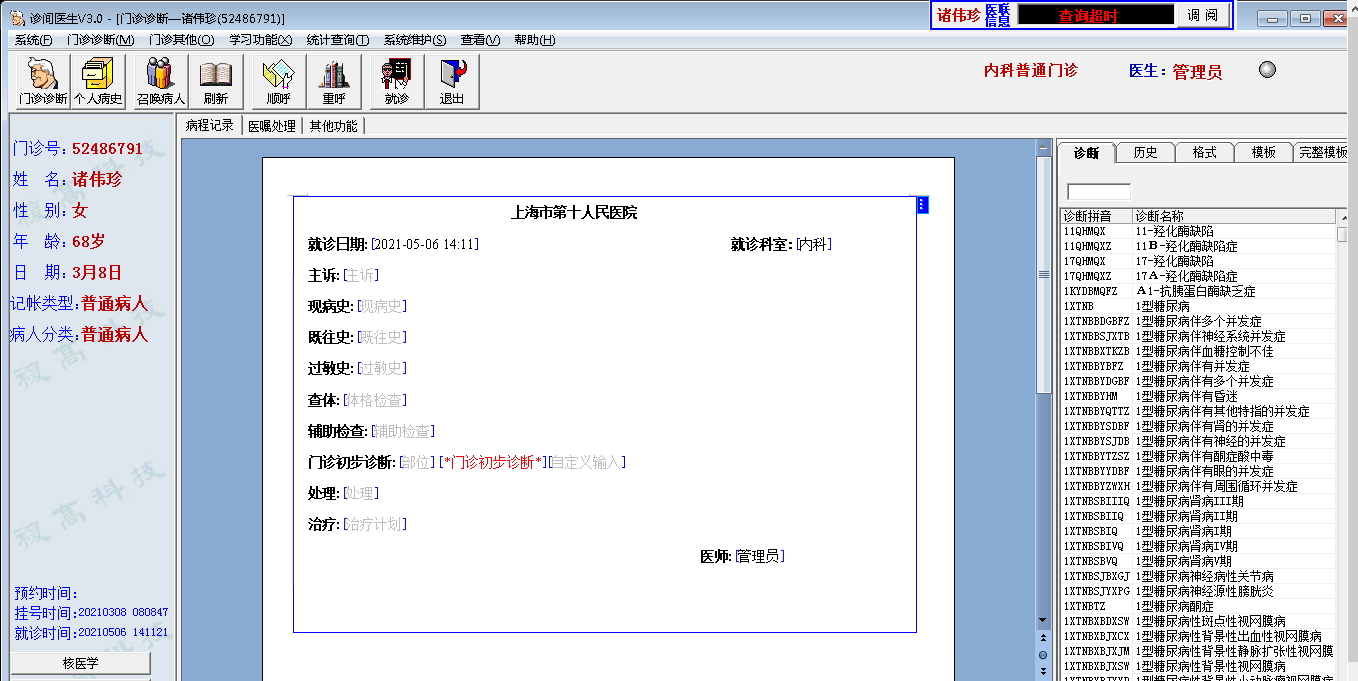 诊间医生V3.0 - [门诊诊断—诸伟珍(52486791)]
诸伟珍 医联信息 查询超时 调 阅
系统(F) 门诊诊断(M) 门诊其他(O) 学习功能(X) 统计查询(T) 系统维护(S) 查看(V) 帮助(H)
门诊诊断 个人病史 召唤病人 刷新 顺呼 重呼 就诊 退出
内科普通门诊 医生: 管理员
病程记录 医嘱处理 其他功能
门诊号: 52486791
姓 名: 诸伟珍
性 别: 女
年 龄: 68岁
日 期: 3月8日
记帐类型: 普通病人
病人分类: 普通病人
复高科技
复高科技
复高科技
预约时间:
挂号时间: 20210308 080847
就诊时间: 20210506 141121
核医学
上海市第十人民医院
就诊日期: [2021-05-06 14:11] 就诊科室: [内科]
主诉: [主诉]
现病史: [现病史]
既往史: [既往史]
过敏史: [过敏史]
查体: [体格检查]
辅助检查: [辅助检查]
门诊初步诊断: [部位] [*门诊初步诊断*][自定义输入]
处理: [处理]
治疗: [治疗计划]
医师: [管理员]
诊断 历史 格式 模板 完整模板
诊断拼音 诊断名称
11QHMQX 11-羟化酶缺陷
11QHMQXZ 11B-羟化酶缺陷症
17QHMQX 17-羟化酶缺陷
17QHMQXZ 17A-羟化酶缺陷症
1KYDBMQFZ A1-抗胰蛋白酶缺乏症
1XTNB 1型糖尿病
1XTNBBDGBFZ 1型糖尿病伴多个并发症
1XTNBBSJXTB 1型糖尿病伴神经系统并发症
1XTNBBXTKZB 1型糖尿病伴血糖控制不佳
1XTNBBYBFZ 1型糖尿病伴有并发症
1XTNBBYDGBF 1型糖尿病伴有多个并发症
1XTNBBYHM 1型糖尿病伴有昏迷
1XTNBBYQTTZ 1型糖尿病伴有其他特指的并发症
1XTNBBYSDBF 1型糖尿病伴有肾的并发症
1XTNBBYSJDB 1型糖尿病伴有神经的并发症
1XTNBBYTZSZ 1型糖尿病伴有酮症酸中毒
1XTNBBYYDBF 1型糖尿病伴有眼的并发症
1XTNBBYZWXH 1型糖尿病伴有周围循环并发症
1XTNBSBIIIQ 1型糖尿病肾病III期
1XTNBSBIIQ 1型糖尿病肾病II期
1XTNBSBIQ 1型糖尿病肾病I期
1XTNBSBIVQ 1型糖尿病肾病IV期
1XTNBSBVQ 1型糖尿病肾病V期
1XTNBSJBXGJ 1型糖尿病神经病性关节病
1XTNBSJYXPG 1型糖尿病神经源性膀胱炎
1XTNBTZ 1型糖尿病酮症
1XTNBXBDXSW 1型糖尿病性斑点性视网膜病
1XTNBXBJXCX 1型糖尿病性背景性出血性视网膜病
1XTNBXBJXJM 1型糖尿病性背景性静脉扩张性视网膜
1XTNBXBJXSW 1型糖尿病性背景性视网膜病